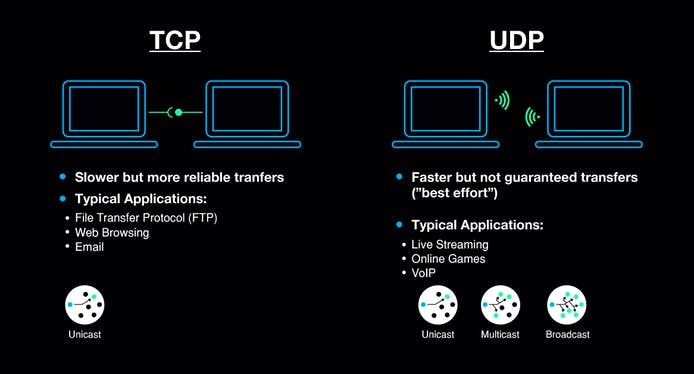 TCP
Slower but more reliable tranfers
Typical Applications:
File Transfer Protocol (FTP)
Web Browsing
Email
Unicast
UDP
Faster but not guaranteed transfers
("best effort")
Typical Applications:
Live Streaming
Online Games
VoIP
Unicast
Multicast
Broadcast